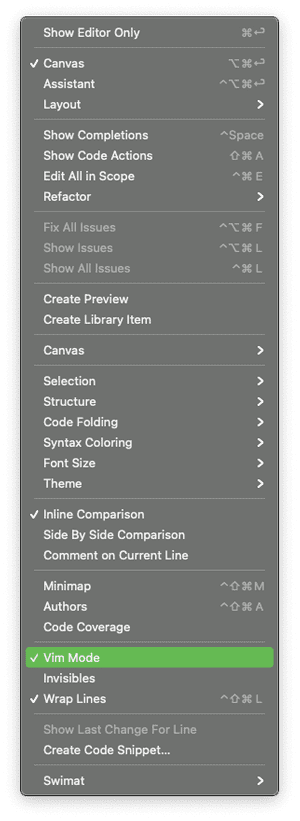 Show Editor Only ⌘↩
✓ Canvas ⌥⌘↩
Assistant ^⌥⌘↩
Layout >
Show Completions ^Space
Show Code Actions ⇧⌘A
Edit All in Scope ^⌘E
Refactor >
Fix All Issues ^⌥⌘F
Show Issues ^⌥⌘L
Show All Issues ^⌘L
Create Preview
Create Library Item
Canvas >
Selection >
Structure >
Code Folding >
Syntax Coloring >
Font Size >
Theme >
✓ Inline Comparison
Side By Side Comparison
Comment on Current Line
Minimap ^⇧⌘M
Authors ^⇧⌘A
Code Coverage
✓ Vim Mode
Invisibles
✓ Wrap Lines ^⇧⌘L
Show Last Change For Line
Create Code Snippet...
Swimat >